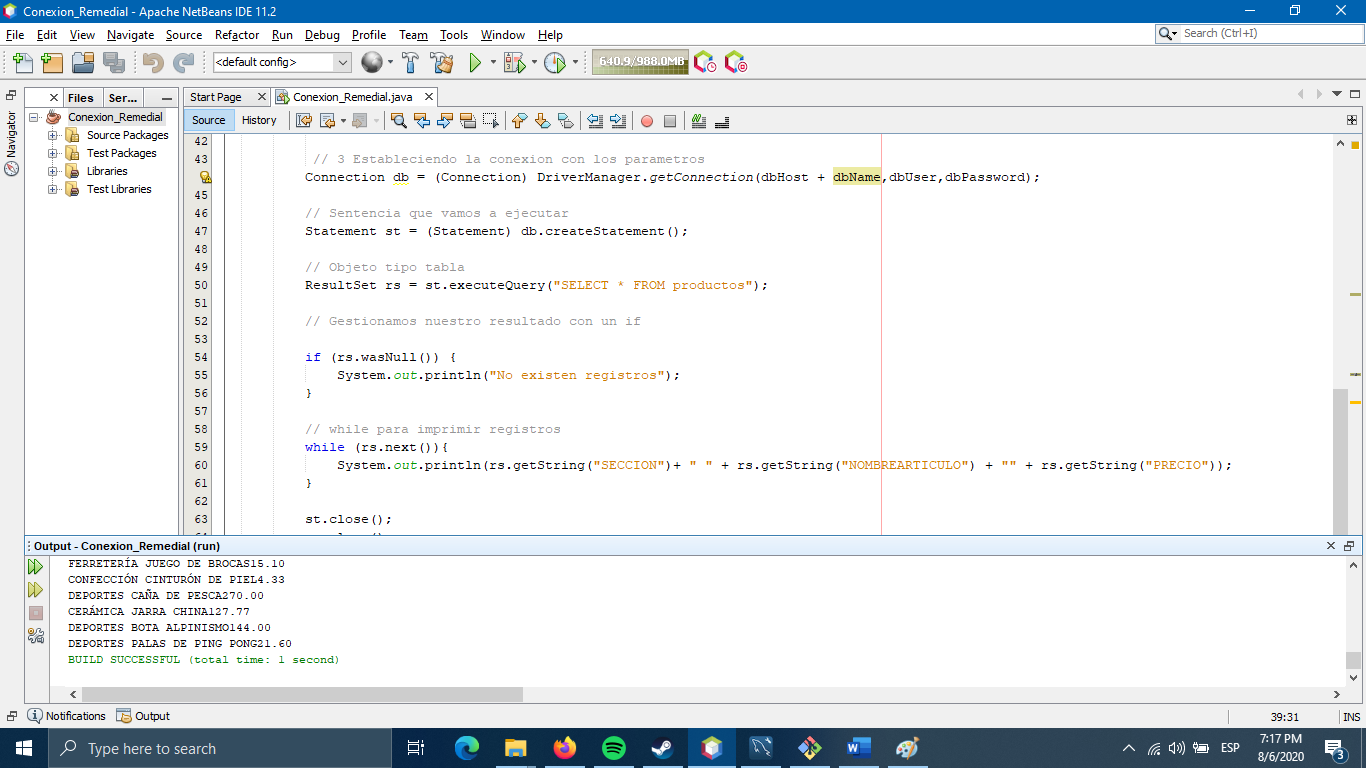 Conexion_Remedial - Apache NetBeans IDE 11.2
File Edit View Navigate Source Refactor Run Debug Profile Team Tools Window Help
Search (Ctrl+I)
<default config>
640.9/988.0MB
Files Ser...
Start Page Conexion_Remedial.java
Navigator
Conexion_Remedial
Source Packages
Test Packages
Libraries
Test Libraries
Source History
42
43 // 3 Estableciendo la conexion con los parametros
Connection db = (Connection) DriverManager.getConnection(dbHost + dbName,dbUser,dbPassword);
45
46 // Sentencia que vamos a ejecutar
47 Statement st = (Statement) db.createStatement();
48
49 // Objeto tipo tabla
50 ResultSet rs = st.executeQuery("SELECT * FROM productos");
51
52 // Gestionamos nuestro resultado con un if
53
54 if (rs.wasNull()) {
55 System.out.println("No existen registros");
56 }
57
58 // while para imprimir registros
59 while (rs.next()){
60 System.out.println(rs.getString("SECCION")+ " " + rs.getString("NOMBREARTICULO") + "" + rs.getString("PRECIO"));
61 }
62
63 st.close();
Output - Conexion_Remedial (run)
FERRETERÍA JUEGO DE BROCAS15.10
CONFECCIÓN CINTURÓN DE PIEL4.33
DEPORTES CAÑA DE PESCA270.00
CERÁMICA JARRA CHINA127.77
DEPORTES BOTA ALPINISMO144.00
DEPORTES PALAS DE PING PONG21.60
BUILD SUCCESSFUL (total time: 1 second)
Notifications Output
39:31 INS
Type here to search
ESP
7:17 PM
8/6/2020
3